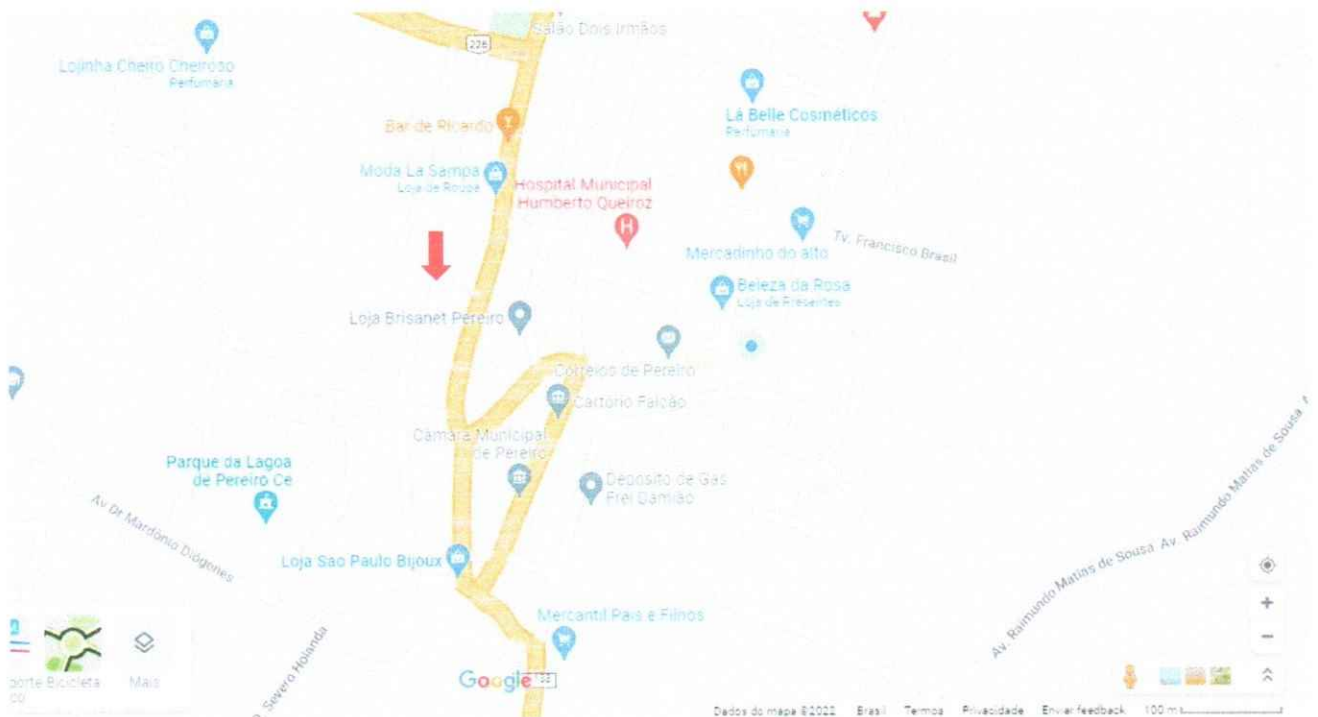 Salão Dois Irmãos
226
Lojinha Cheiro Cheiroso
Perfumaria
Lá Belle Cosméticos
Perfumaria
Bar de Ricardo
Moda La Sampa
Loja de Roupa
Hospital Municipal
Humberto Queiroz
H
Mercadinho do alto
Tv. Francisco Brasil
Beleza da Rosa
Loja de Presentes
Loja Brisanet Pereiro
Correios de Pereiro
Cartório Falcão
Câmara Municipal
de Pereiro
Parque da Lagoa
de Pereiro Ce
Depósito de Gás
Frei Damião
Av Dr Mardônio Diógenes
Av. Raimundo Matias de Sousa
Av. Raimundo Matias de Sousa
Loja Sao Paulo Bijoux
Mercantil Pais e Filhos
Severo Holanda
Bicicleta
Mais
Google
138
Dados do mapa ©2022 Brasil Termos Privacidade Enviar feedback 100 m